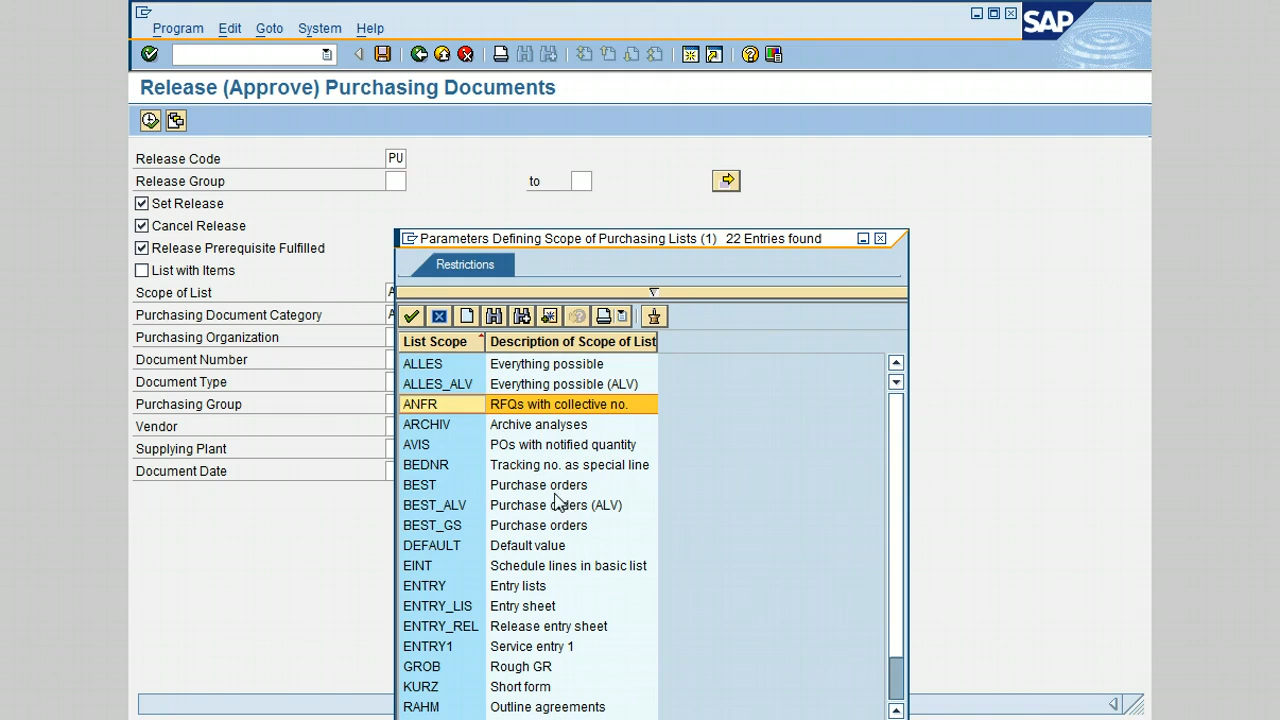 Program Edit Goto System Help
SAP
Release (Approve) Purchasing Documents
Release Code PU
Release Group to
Set Release
Cancel Release
Release Prerequisite Fulfilled
List with Items
Scope of List A
Purchasing Document Category
Purchasing Organization
Document Number
Document Type
Purchasing Group
Vendor
Supplying Plant
Document Date
Parameters Defining Scope of Purchasing Lists (1) 22 Entries found
Restrictions
List Scope Description of Scope of List
ALLES Everything possible
ALLES_ALV Everything possible (ALV)
ANFR RFQs with collective no.
ARCHIV Archive analyses
AVIS POs with notified quantity
BEDNR Tracking no. as special line
BEST Purchase orders
BEST_ALV Purchase orders (ALV)
BEST_GS Purchase orders
DEFAULT Default value
EINT Schedule lines in basic list
ENTRY Entry lists
ENTRY_LIS Entry sheet
ENTRY_REL Release entry sheet
ENTRY1 Service entry 1
GROB Rough GR
KURZ Short form
RAHM Outline agreements